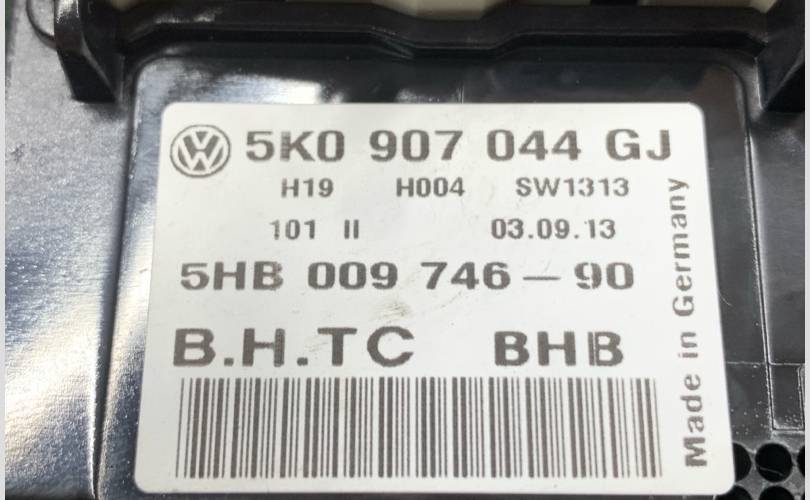 5K0 907 044 GJ
H19 H004 SW1313
101 II 03.09.13
5HB 009 746-90
B.H.TC BHB
Made in Germany